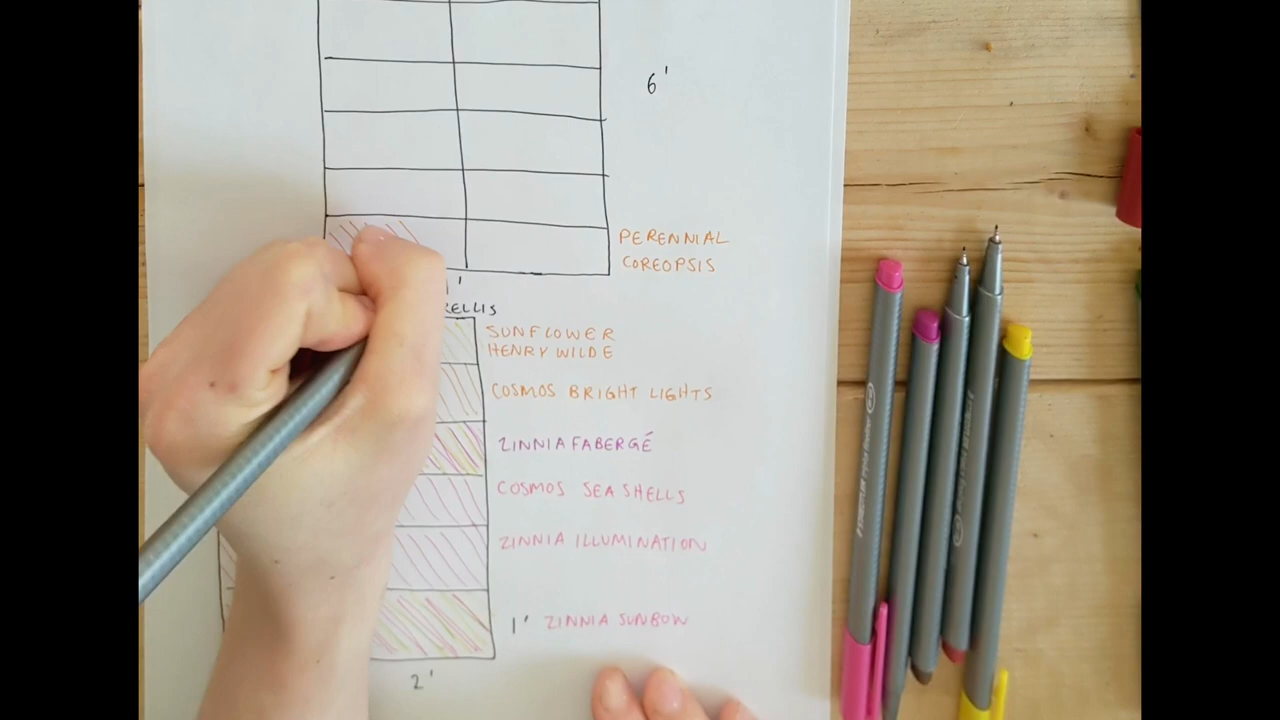 6'
PERENNIAL
COREOPSIS
1'
SUNFLOWER
HENRY WILDE
COSMOS BRIGHT LIGHTS
ZINNIA FABERGÉ
COSMOS SEA SHELLS
ZINNIA ILLUMINATION
1' ZINNIA SUNBOW
2'